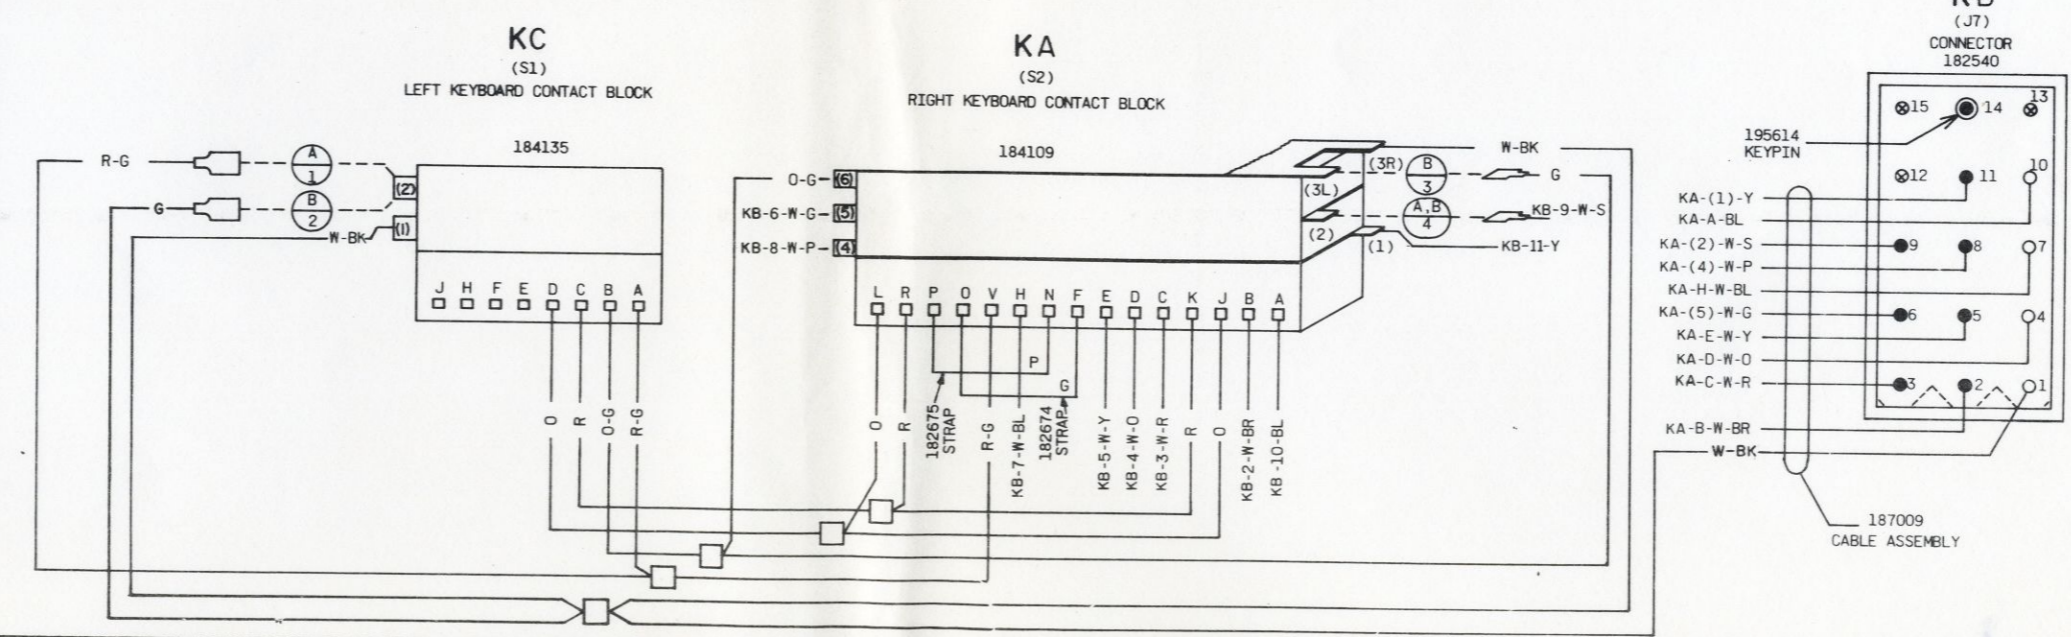 KC
(S1)
LEFT KEYBOARD CONTACT BLOCK
184135
R-G
A
1
(2)
G
B
2
W-BK
(1)
J H F E D C B A
O
R
O-G
R-G
KA
(S2)
RIGHT KEYBOARD CONTACT BLOCK
184109
O-G
(6)
KB-6-W-G
(5)
KB-8-W-P
(4)
W-BK
(3R)
B
3
G
(3L)
A,B
4
KB-9-W-S
(2)
(1)
KB-11-Y
L R P O V H N F E D C K J B A
P
G
O
R
182675
STRAP
R-G
KB-7-W-BL
182674
STRAP
KB-5-W-Y
KB-4-W-O
KB-3-W-R
R
O
KB-2-W-BR
KB-10-BL
(J7)
CONNECTOR
182540
195614
KEYPIN
15 14 13
12 11 10
9 8 7
6 5 4
3 2 1
KA-(1)-Y
KA-A-BL
KA-(2)-W-S
KA-(4)-W-P
KA-H-W-BL
KA-(5)-W-G
KA-E-W-Y
KA-D-W-O
KA-C-W-R
KA-B-W-BR
W-BK
187009
CABLE ASSEMBLY